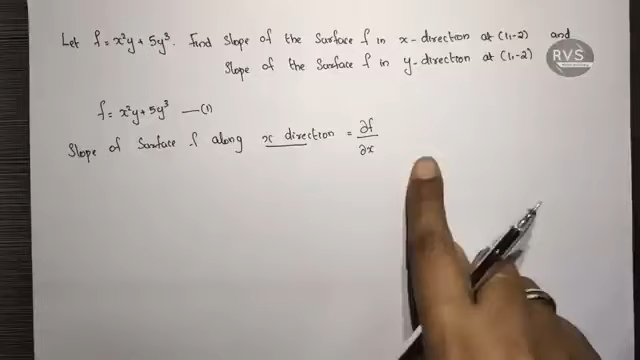 Let f = x²y + 5y³. Find Slope of the Surface f in x-direction at (1,-2) and
Slope of the Surface f in y-direction at (1,-2)
RVS
f = x²y + 5y³ —(1)
Slope of Surface f along x direction = ∂f/∂x